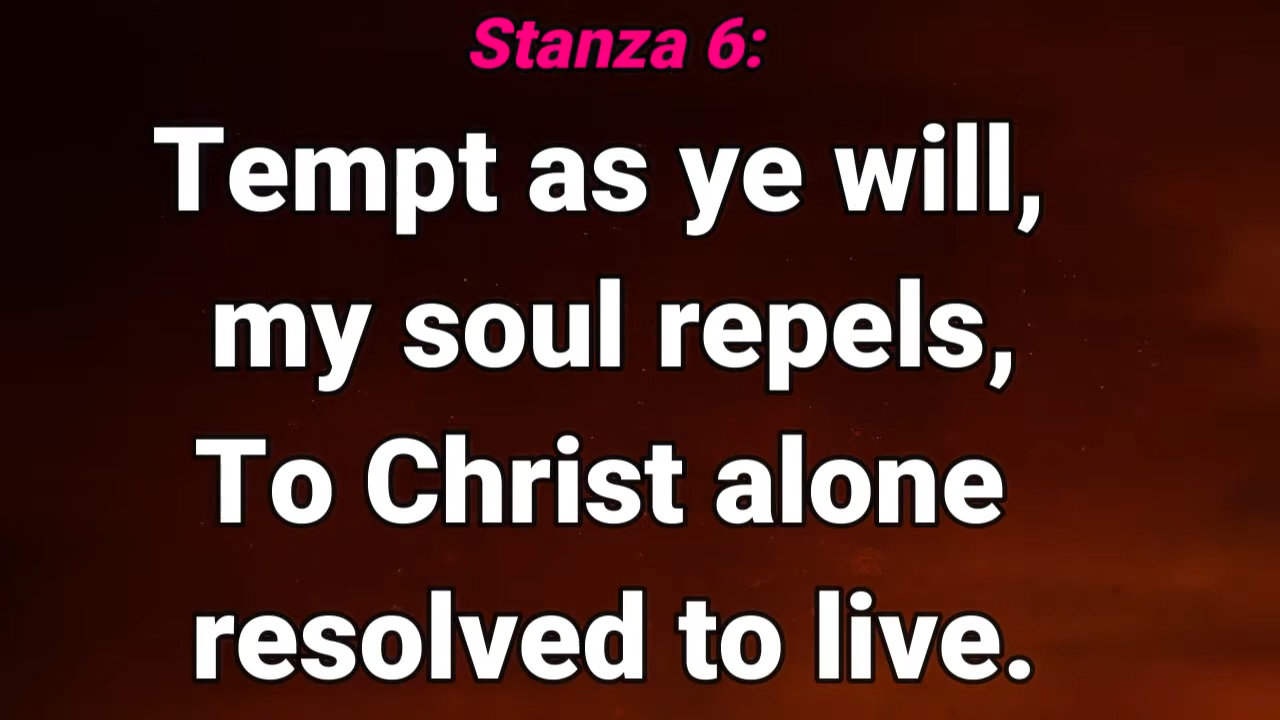 Stanza 6:
Tempt as ye will,
my soul repels,
To Christ alone
resolved to live.